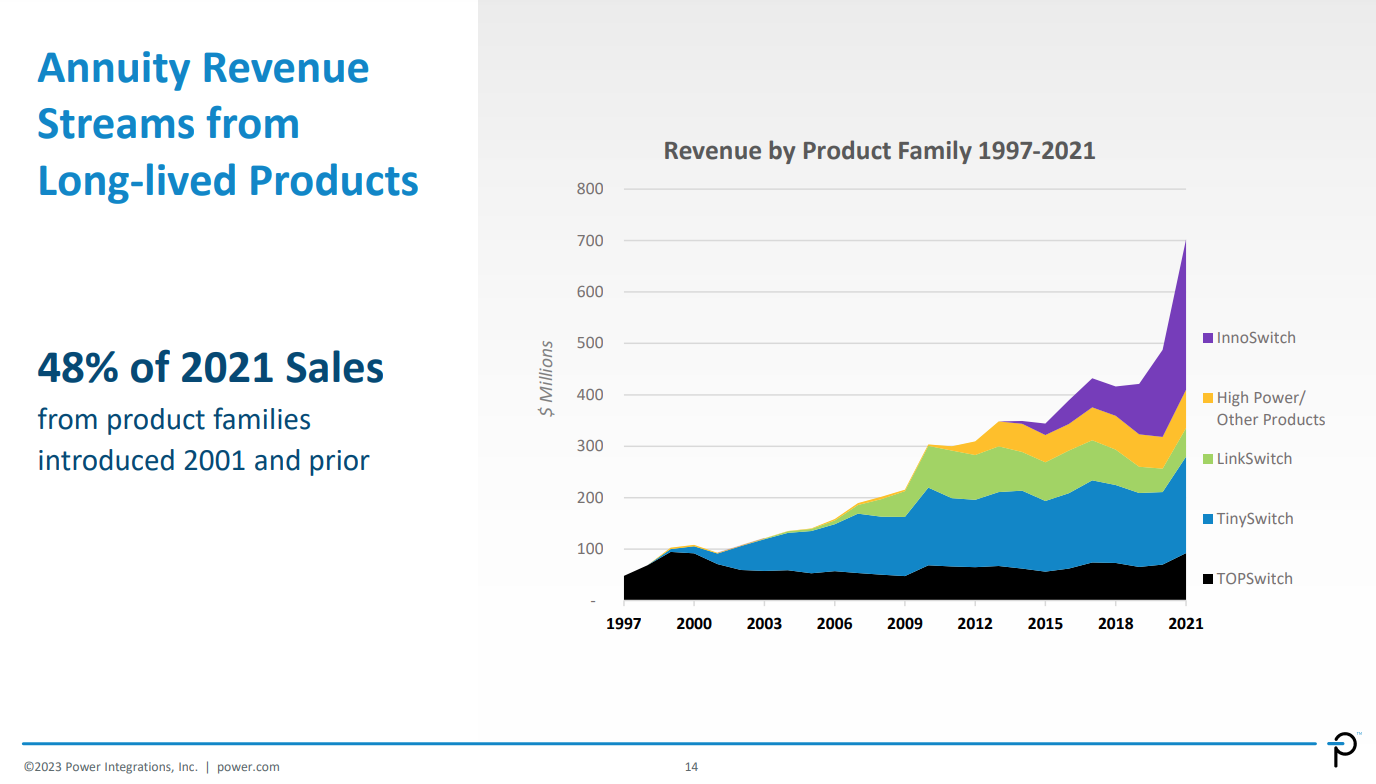 Annuity Revenue
Streams from
Long-lived Products
48% of 2021 Sales
from product families
introduced 2001 and prior
Revenue by Product Family 1997-2021
$ Millions
800
700
600
500
400
300
200
100
-
1997 2000 2003 2006 2009 2012 2015 2018 2021
InnoSwitch
High Power/
Other Products
LinkSwitch
TinySwitch
TOPSwitch
©2023 Power Integrations, Inc. | power.com
14
™